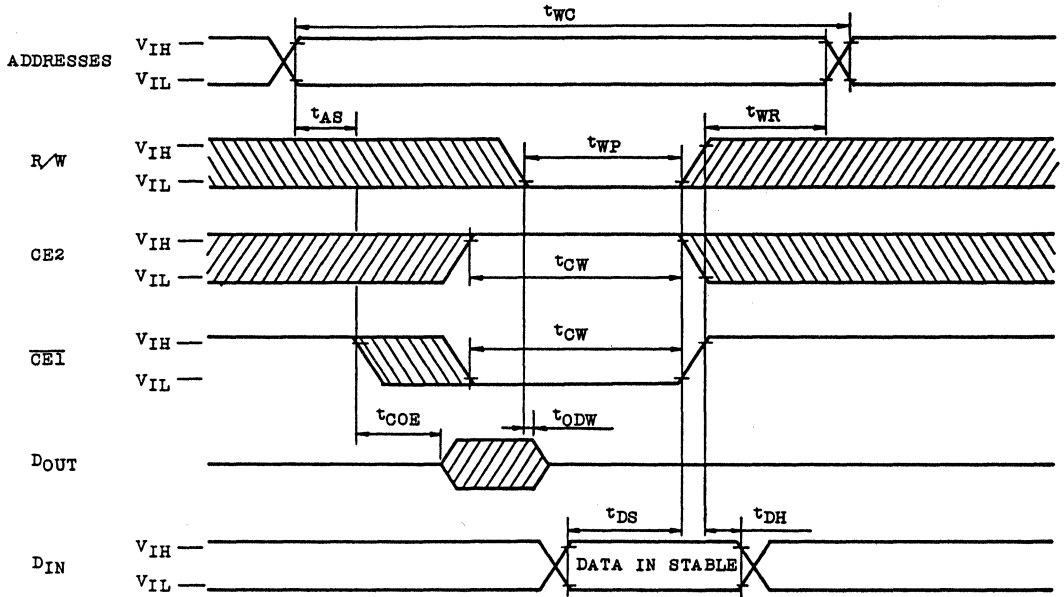 tWC
ADDRESSES VIH
VIL
tAS tWR
R/W VIH tWP
VIL
CE2 VIH
VIL tCW
CE1 VIH tCW
VIL
tCOE tODW
DOUT
tDS tDH
DIN VIH
VIL DATA IN STABLE